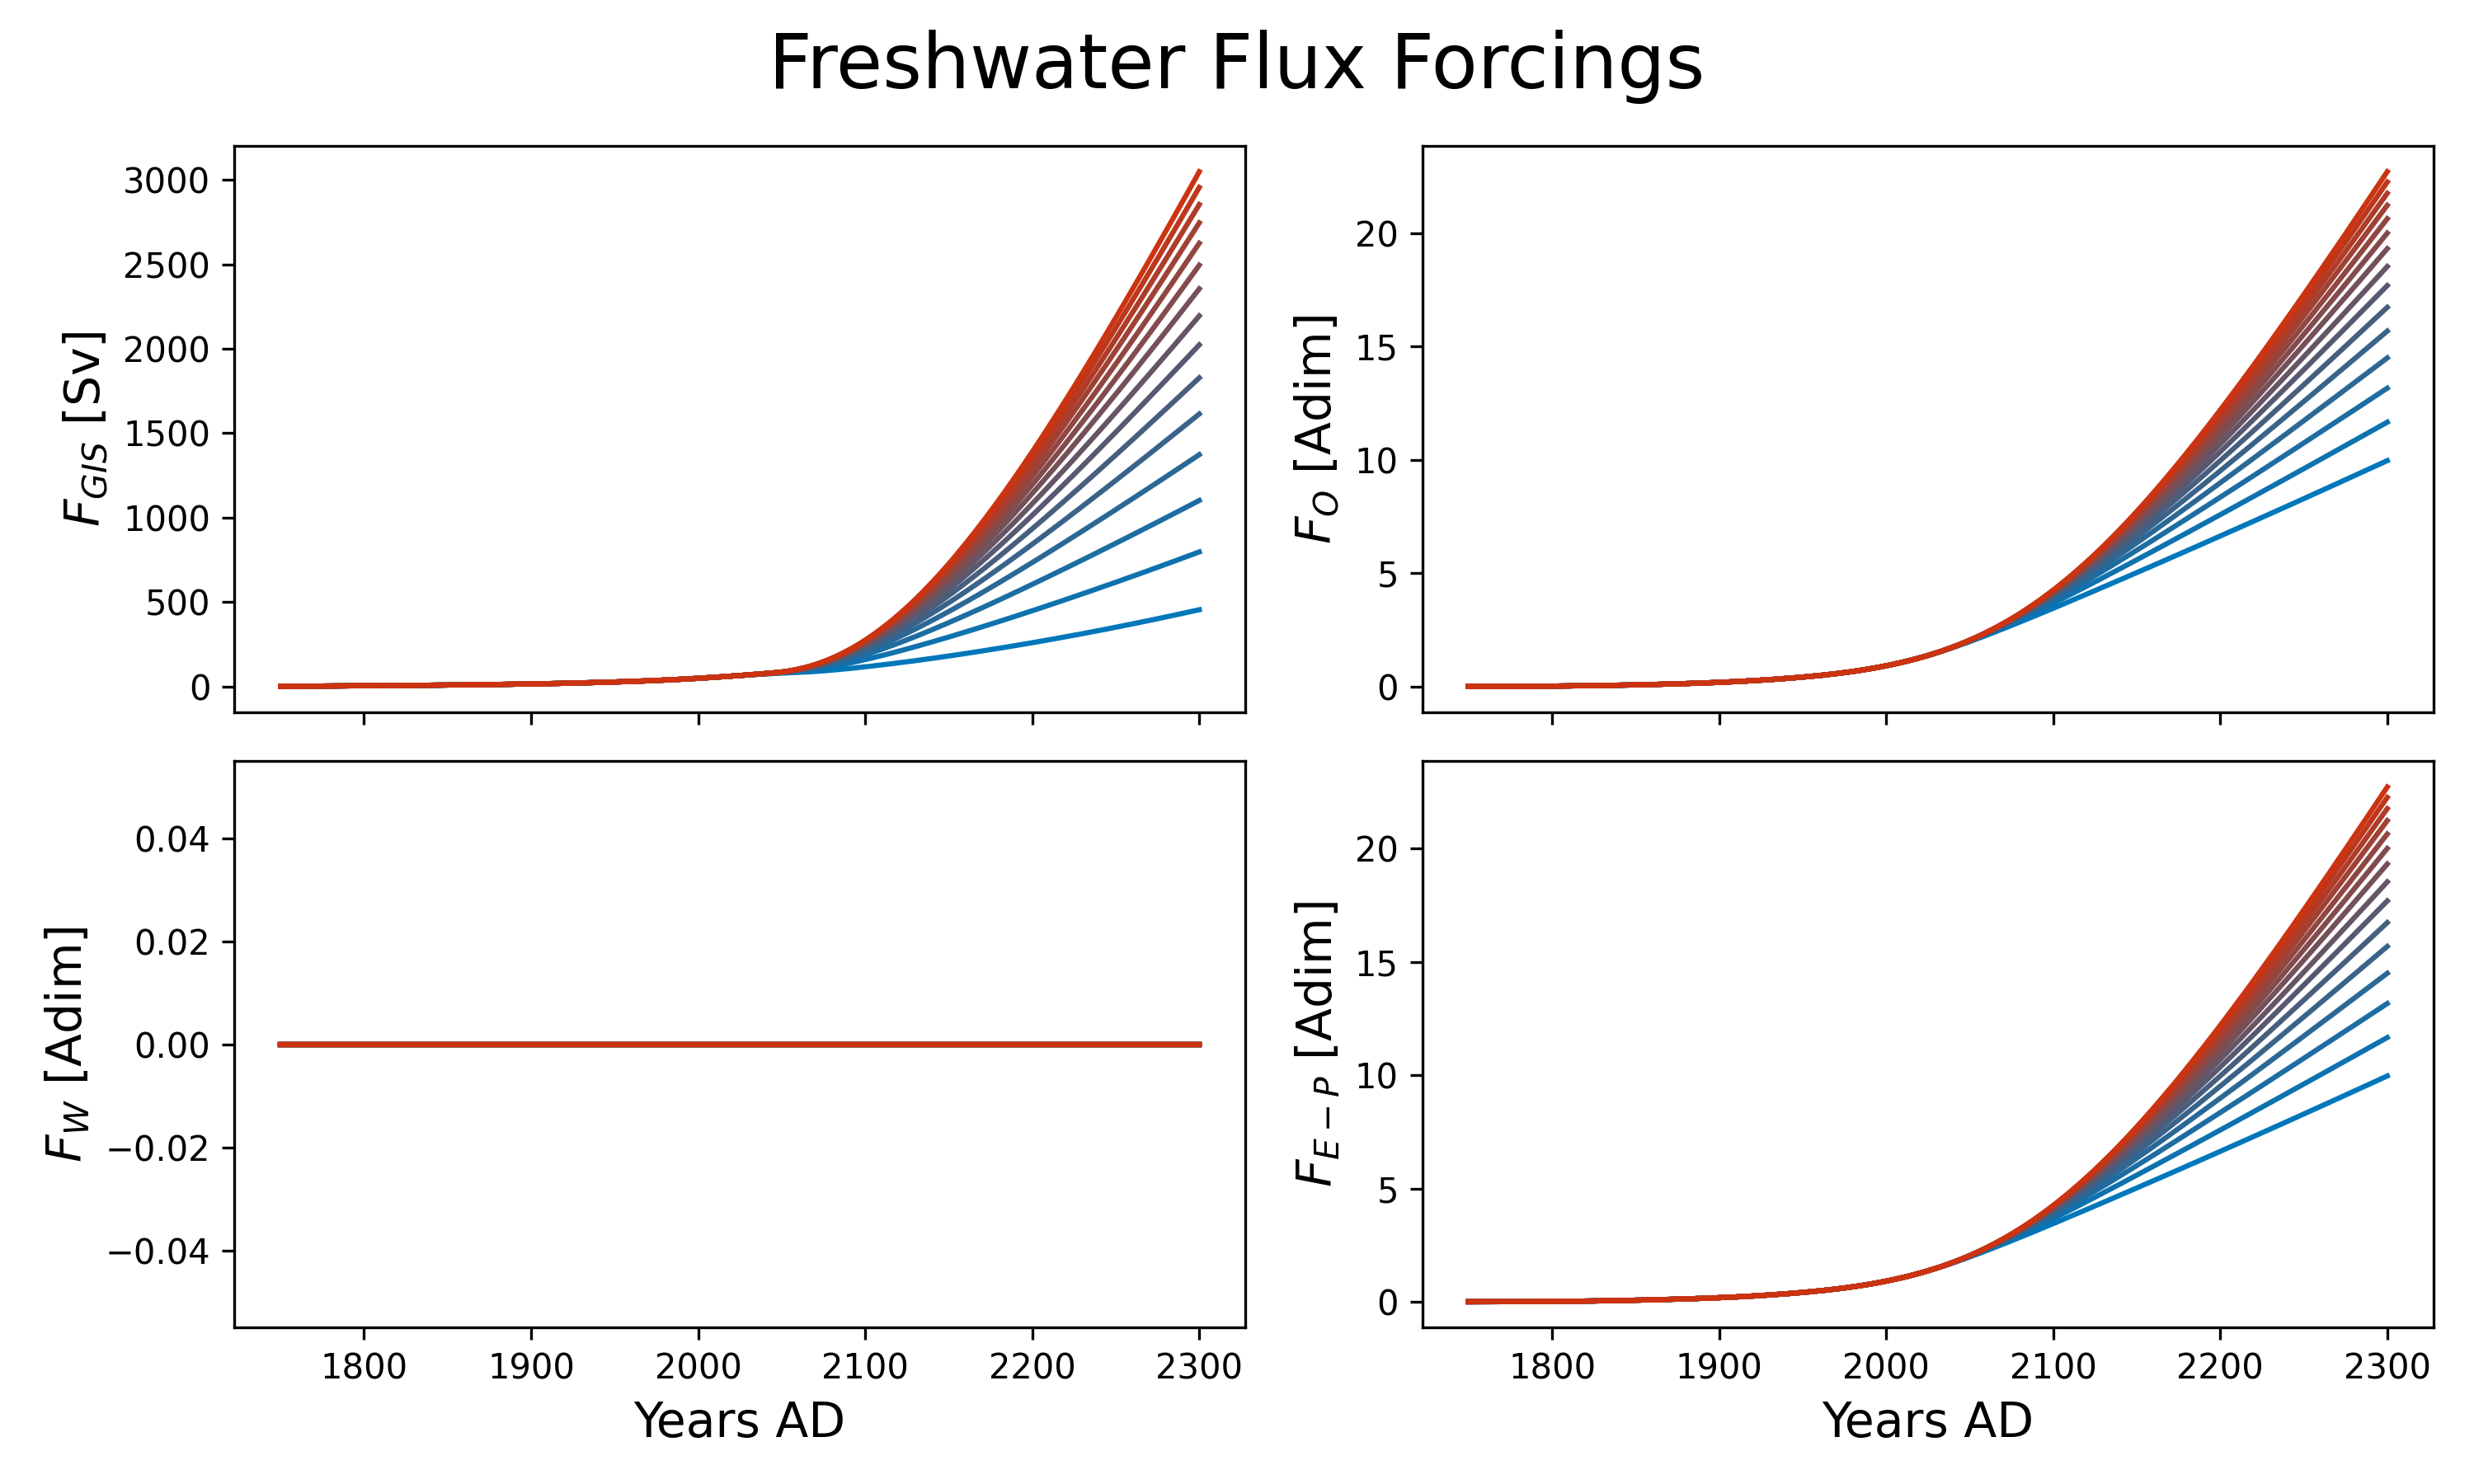 Freshwater Flux Forcings
F_GIS [Sv]
3000
2500
2000
1500
1000
500
0
F_O [Adim]
20
15
10
5
0
F_W [Adim]
0.04
0.02
0.00
−0.02
−0.04
1800 1900 2000 2100 2200 2300
Years AD
F_E−P [Adim]
20
15
10
5
0
1800 1900 2000 2100 2200 2300
Years AD